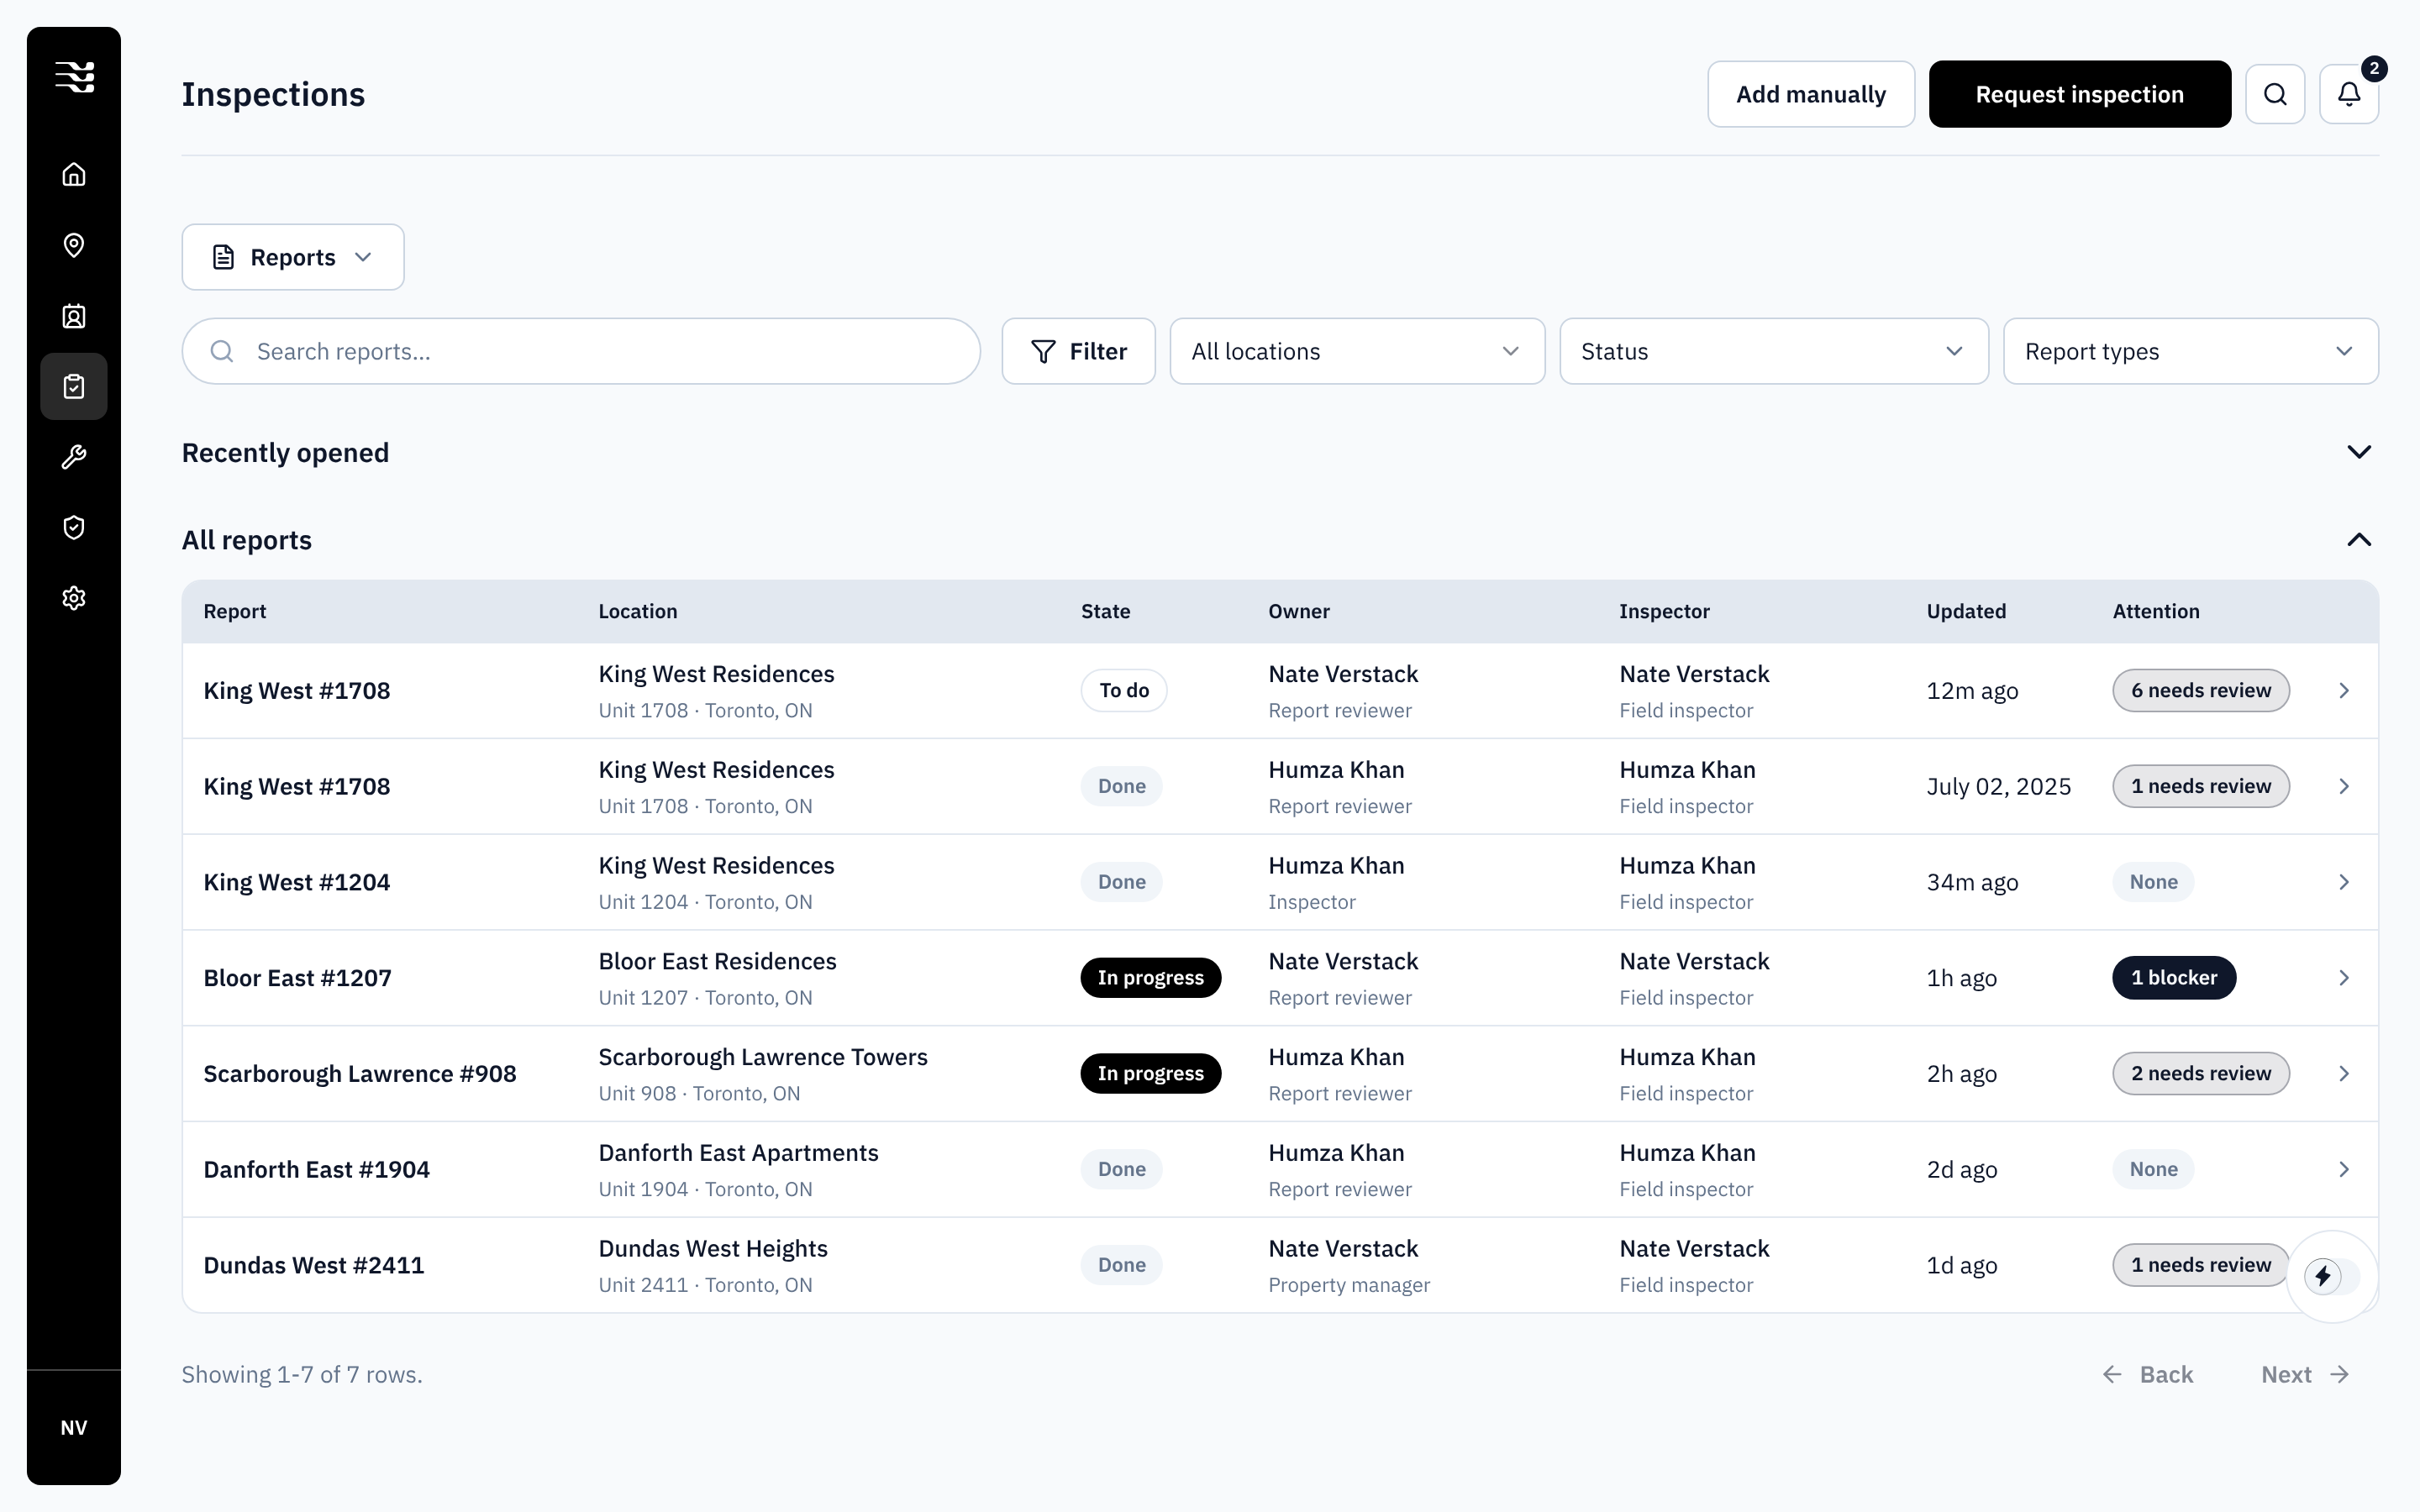 Inspections
Add manually
Request inspection
2
Reports
Search reports...
Filter
All locations
Status
Report types
Recently opened
All reports
Report Location State Owner Inspector Updated Attention
King West #1708
King West Residences
Unit 1708 · Toronto, ON
To do
Nate Verstack
Report reviewer
Nate Verstack
Field inspector
12m ago
6 needs review
King West #1708
King West Residences
Unit 1708 · Toronto, ON
Done
Humza Khan
Report reviewer
Humza Khan
Field inspector
July 02, 2025
1 needs review
King West #1204
King West Residences
Unit 1204 · Toronto, ON
Done
Humza Khan
Inspector
Humza Khan
Field inspector
34m ago
None
Bloor East #1207
Bloor East Residences
Unit 1207 · Toronto, ON
In progress
Nate Verstack
Report reviewer
Nate Verstack
Field inspector
1h ago
1 blocker
Scarborough Lawrence #908
Scarborough Lawrence Towers
Unit 908 · Toronto, ON
In progress
Humza Khan
Report reviewer
Humza Khan
Field inspector
2h ago
2 needs review
Danforth East #1904
Danforth East Apartments
Unit 1904 · Toronto, ON
Done
Humza Khan
Report reviewer
Humza Khan
Field inspector
2d ago
None
Dundas West #2411
Dundas West Heights
Unit 2411 · Toronto, ON
Done
Nate Verstack
Property manager
Nate Verstack
Field inspector
1d ago
1 needs review
Showing 1-7 of 7 rows.
Back
Next
NV